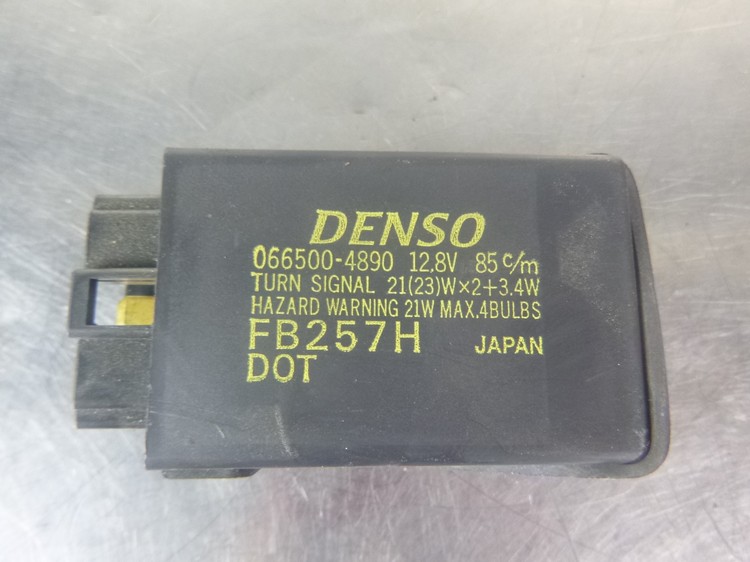 DENSO
066500-4890 12.8V 85 c/m
TURN SIGNAL 21(23)W×2+3.4W
HAZARD WARNING 21W MAX.4BULBS
FB257H JAPAN
DOT